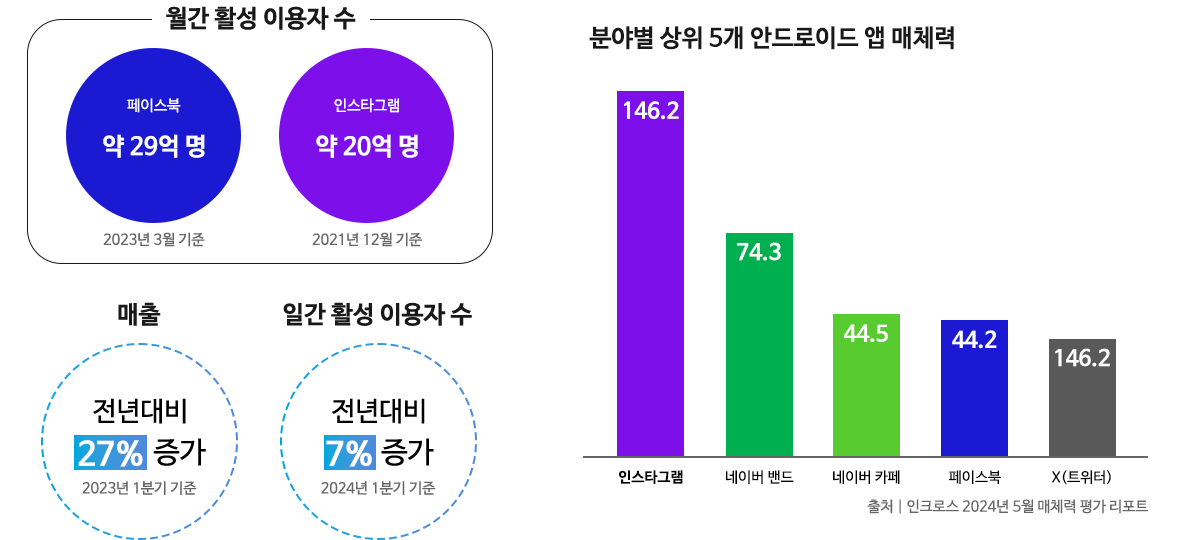 월간 활성 이용자 수
페이스북
약 29억 명
2023년 3월 기준
인스타그램
약 20억 명
2021년 12월 기준
매출
전년대비
27% 증가
2023년 1분기 기준
일간 활성 이용자 수
전년대비
7% 증가
2024년 1분기 기준
분야별 상위 5개 안드로이드 앱 매체력
146.2
74.3
44.5
44.2
146.2
인스타그램
네이버 밴드
네이버 카페
페이스북
X(트위터)
출처 | 인크로스 2024년 5월 매체력 평가 리포트